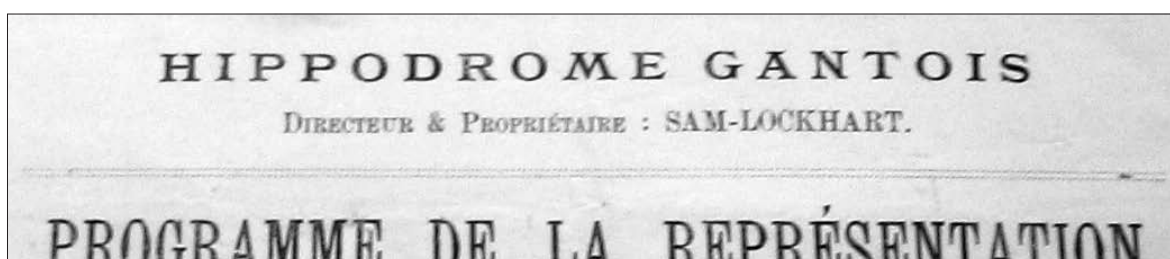 HIPPODROME GANTOIS
DIRECTEUR & PROPRIÉTAIRE : SAM-LOCKHART.
PROGRAMME DE LA REPRÉSENTATION